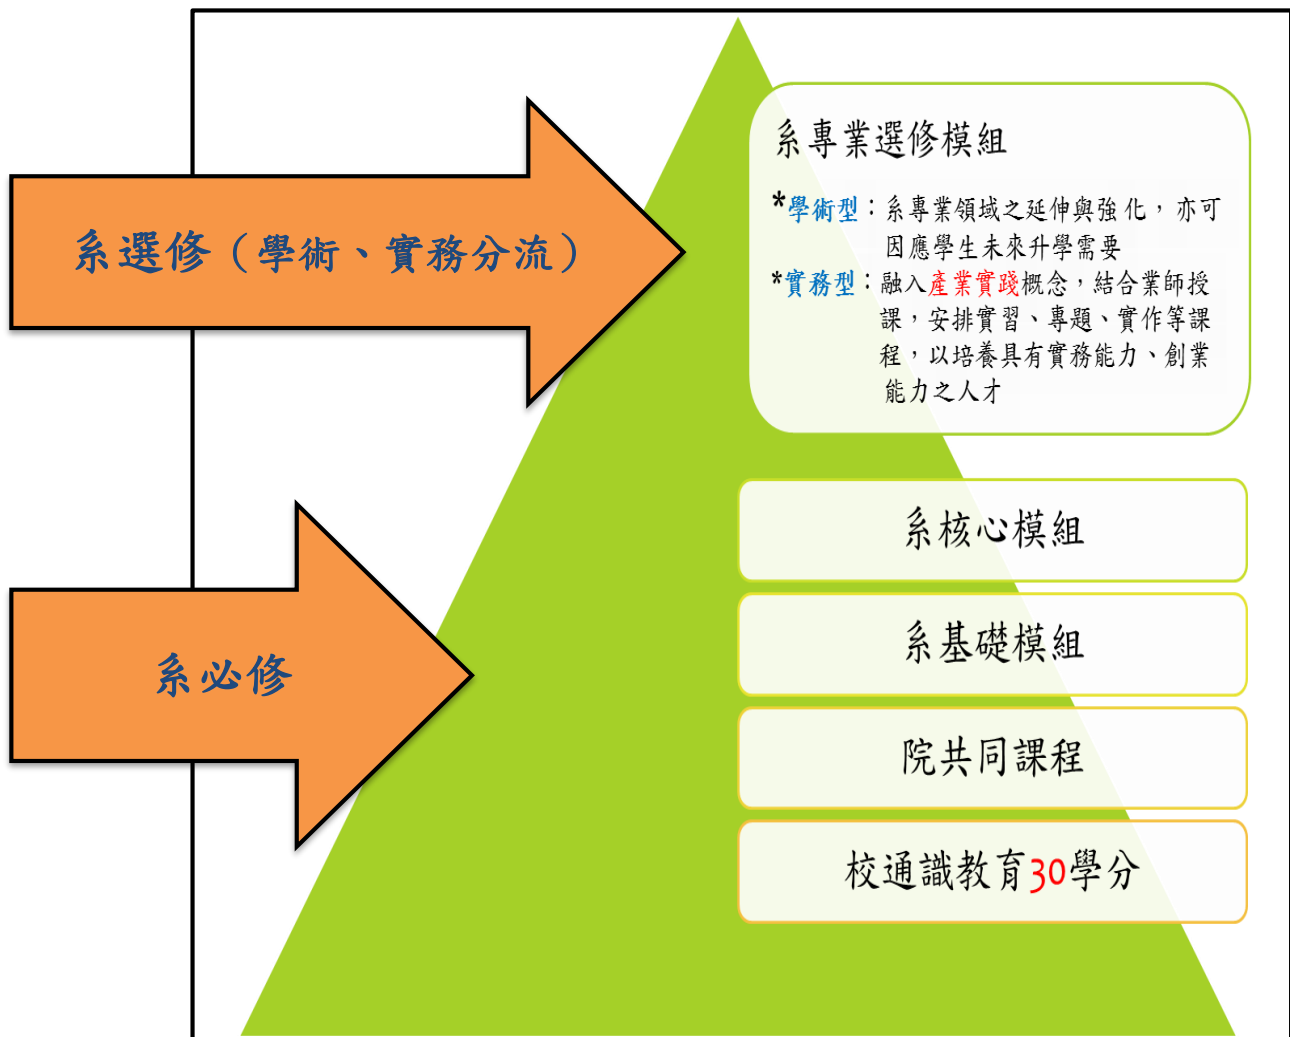 系選修（學術、實務分流）
系必修
系專業選修模組
*學術型：系專業領域之延伸與強化，亦可
因應學生未來升學需要
*實務型：融入產業實踐概念，結合業師授
課，安排實習、專題、實作等課
程，以培養具有實務能力、創業
能力之人才
系核心模組
系基礎模組
院共同課程
校通識教育30學分